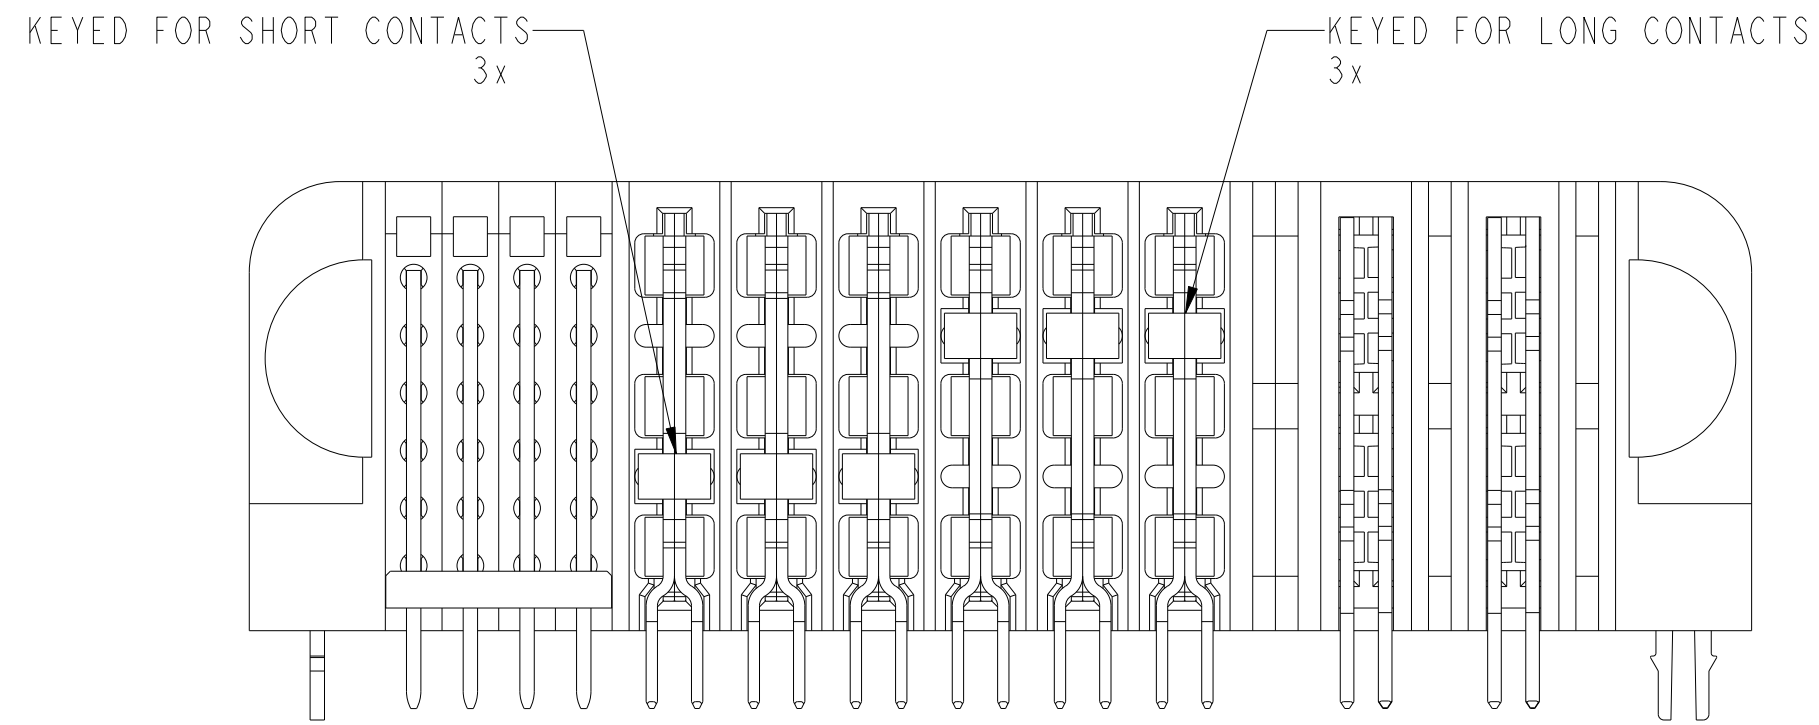 KEYED FOR SHORT CONTACTS
3x
KEYED FOR LONG CONTACTS
3x